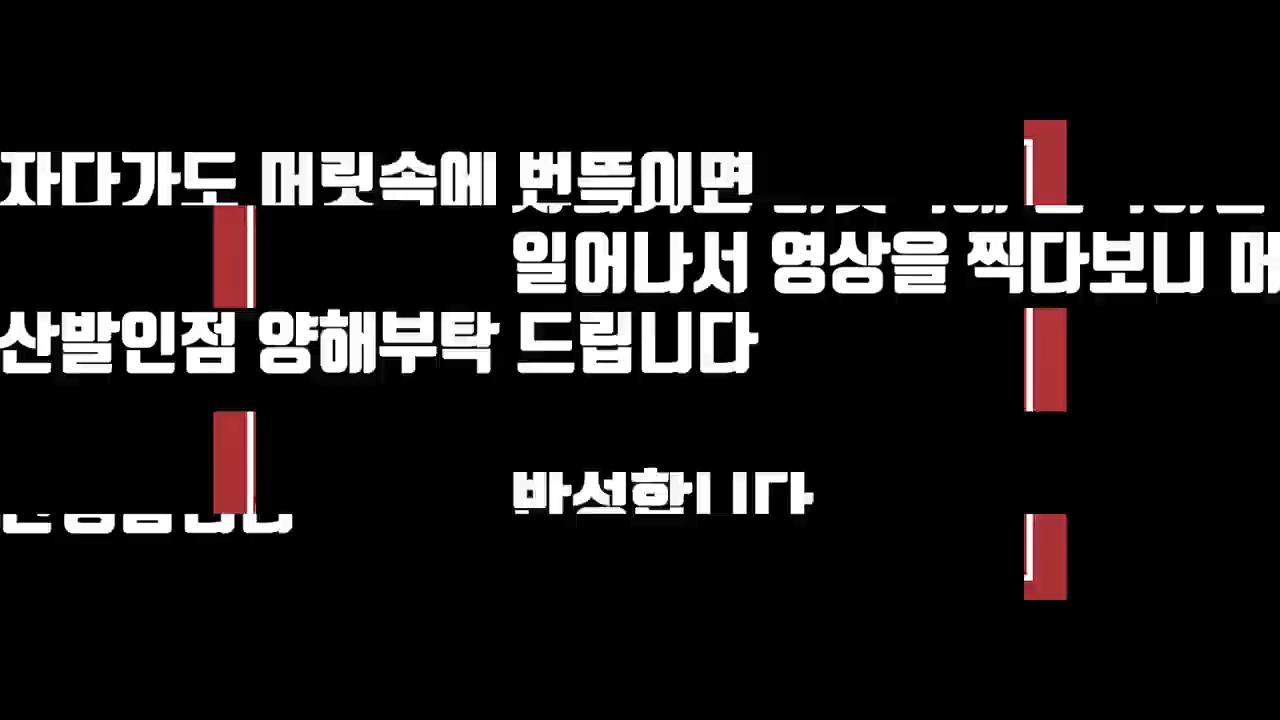 자다가도 머릿속에 번뜩이면
일어나서 영상을 찍다보니 머
산발인점 양해부탁 드립니다
반성합니다